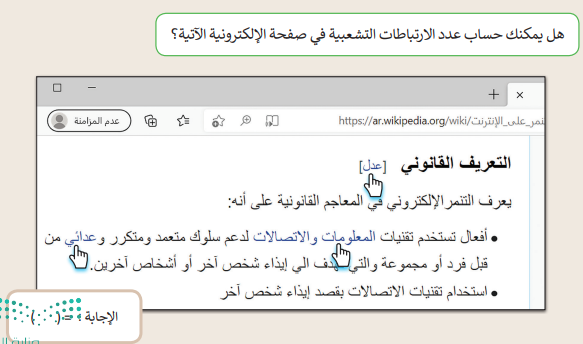 هل يمكنك حساب عدد الارتباطات التشعبية في صفحة الإلكترونية الآتية؟
عدم المزامنة
https://ar.wikipedia.org/wiki/تنمر_على_الإنترنت
التعريف القانوني [عدل]
يعرف التنمر الإلكتروني في المعاجم القانونية على أنه:
• أفعال تستخدم تقنيات المعلومات والاتصالات لدعم سلوك متعمد ومتكرر وعدائي من
قبل فرد أو مجموعة والتي تهدف الي إيذاء شخص آخر أو أشخاص آخرين.
• استخدام تقنيات الاتصالات بقصد إيذاء شخص آخر
الإجابة : = (. . .)